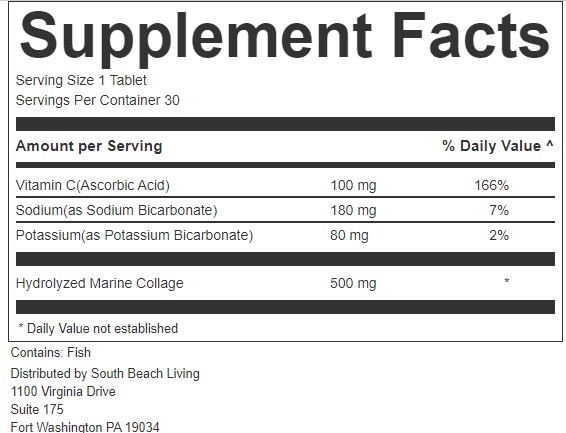 Supplement Facts
Serving Size 1 Tablet
Servings Per Container 30
Amount per Serving % Daily Value ^
Vitamin C(Ascorbic Acid) 100 mg 166%
Sodium(as Sodium Bicarbonate) 180 mg 7%
Potassium(as Potassium Bicarbonate) 80 mg 2%
Hydrolyzed Marine Collage 500 mg *
* Daily Value not established
Contains: Fish
Distributed by South Beach Living
1100 Virginia Drive
Suite 175
Fort Washington PA 19034